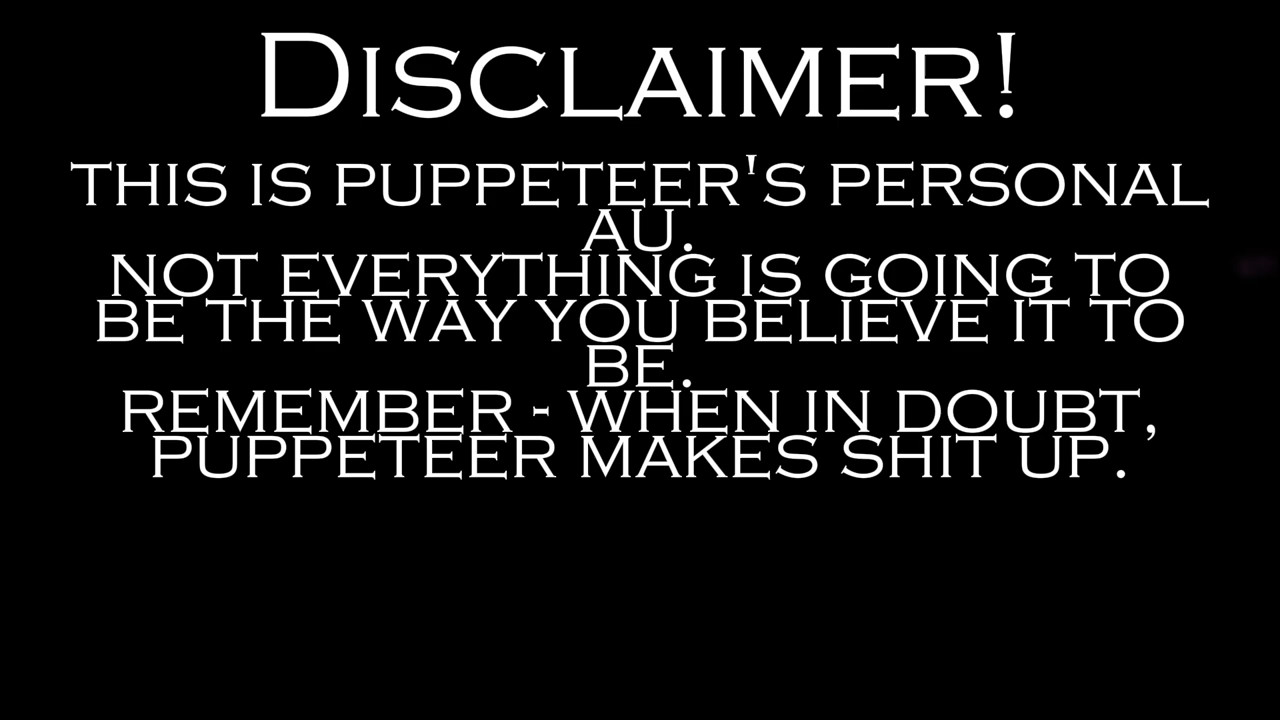 DISCLAIMER!
THIS IS PUPPETEER'S PERSONAL
AU.
NOT EVERYTHING IS GOING TO
BE THE WAY YOU BELIEVE IT TO
BE.
REMEMBER - WHEN IN DOUBT,
PUPPETEER MAKES SHIT UP.